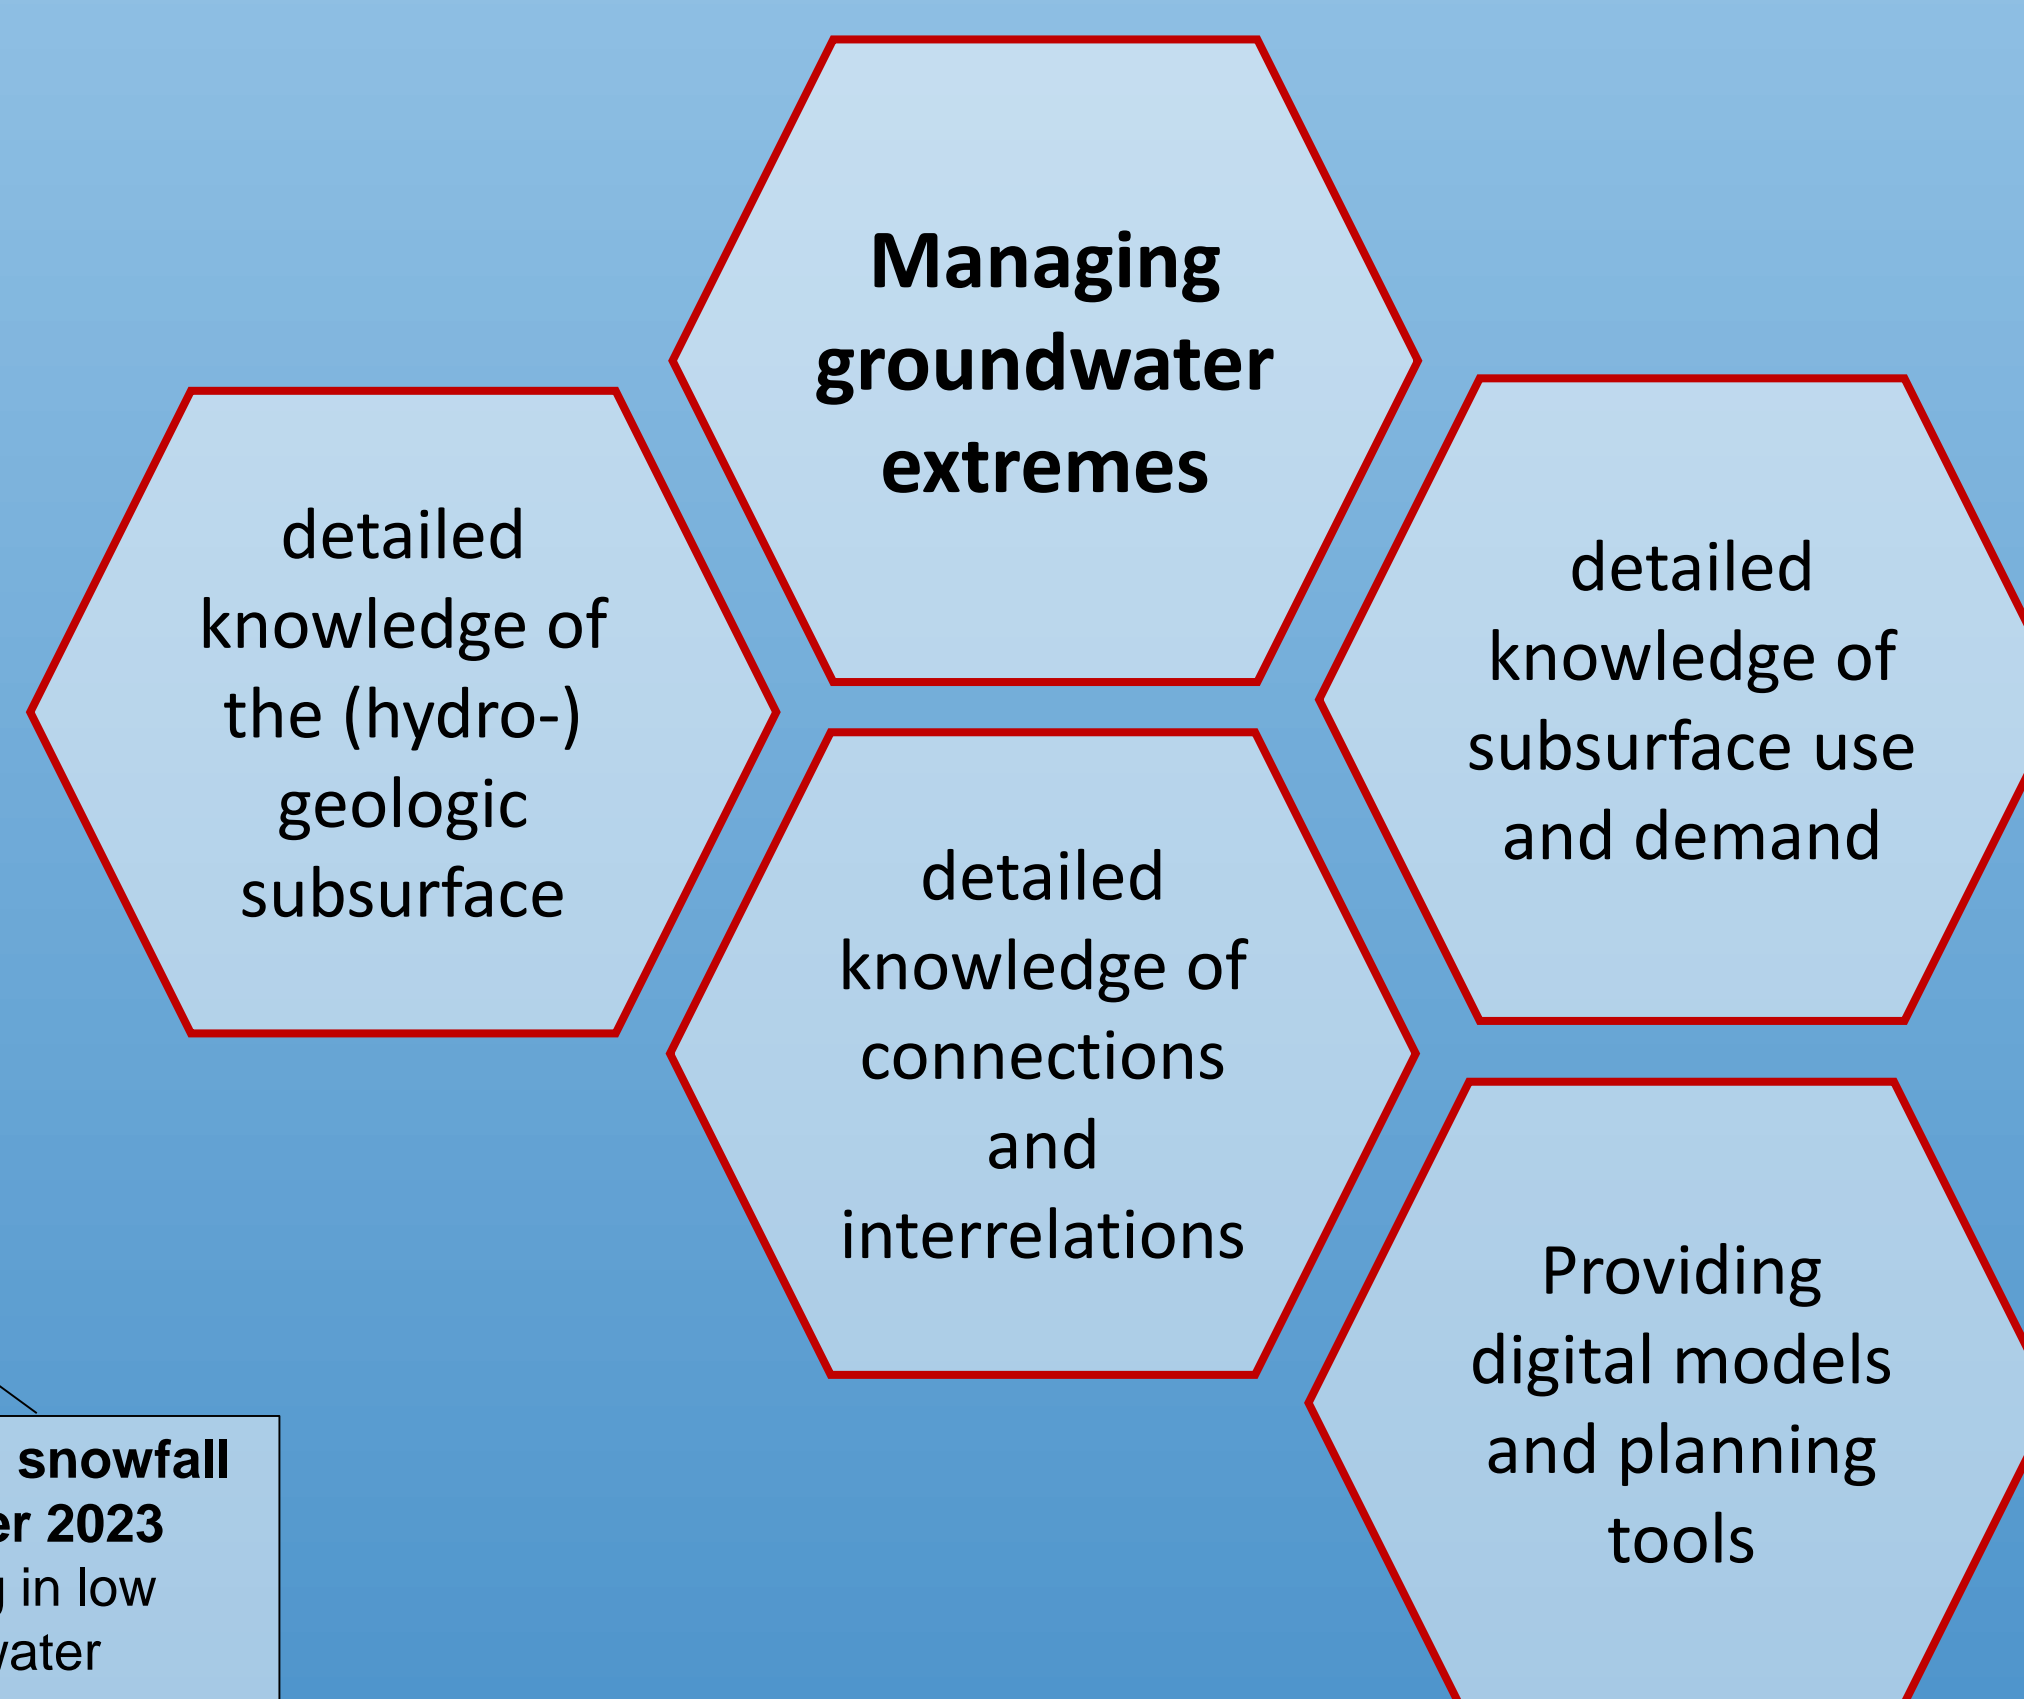 Managing
groundwater
extremes
detailed
knowledge of
the (hydro-)
geologic
subsurface
detailed
knowledge of
subsurface use
and demand
detailed
knowledge of
connections
and
interrelations
Providing
digital models
and planning
tools
snowfall
2023
in low